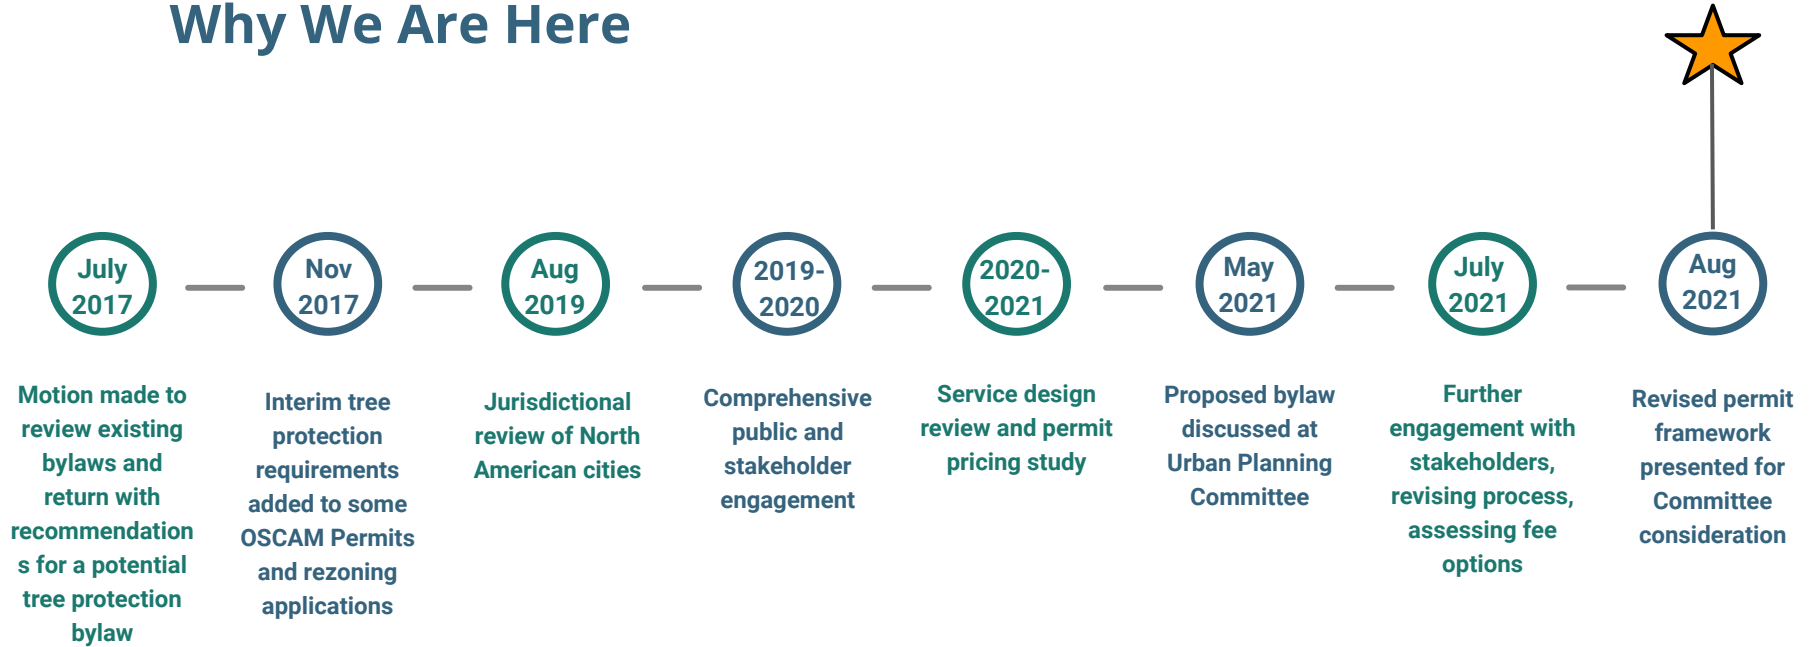 Why We Are Here
July
2017
Motion made to
review existing
bylaws and
return with
recommendation
s for a potential
tree protection
bylaw
Nov
2017
Interim tree
protection
requirements
added to some
OSCAM Permits
and rezoning
applications
Aug
2019
Jurisdictional
review of North
American cities
2019-
2020
Comprehensive
public and
stakeholder
engagement
2020-
2021
Service design
review and permit
pricing study
May
2021
Proposed bylaw
discussed at
Urban Planning
Committee
July
2021
Further
engagement with
stakeholders,
revising process,
assessing fee
options
Aug
2021
Revised permit
framework
presented for
Committee
consideration